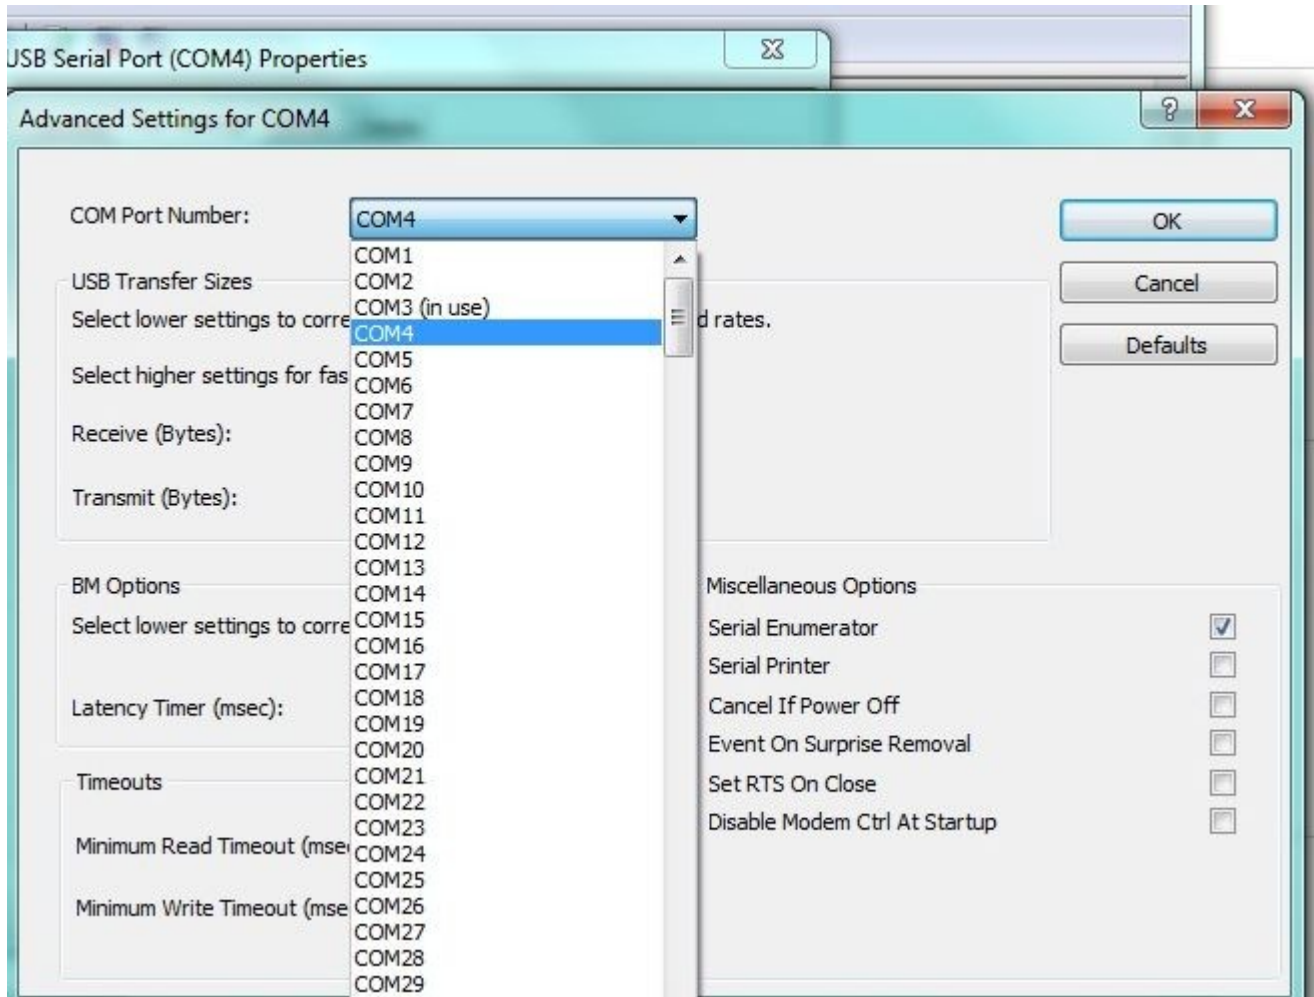 USB Serial Port (COM4) Properties
Advanced Settings for COM4
COM Port Number:
COM4
OK
Cancel
Defaults
COM1
COM2
COM3 (in use)
COM4
COM5
COM6
COM7
COM8
COM9
COM10
COM11
COM12
COM13
COM14
COM15
COM16
COM17
COM18
COM19
COM20
COM21
COM22
COM23
COM24
COM25
COM26
COM27
COM28
COM29
USB Transfer Sizes
Select lower settings to corre d rates.
Select higher settings for fas
Receive (Bytes):
Transmit (Bytes):
BM Options
Select lower settings to corre
Latency Timer (msec):
Timeouts
Minimum Read Timeout (mse
Minimum Write Timeout (mse
Miscellaneous Options
Serial Enumerator
Serial Printer
Cancel If Power Off
Event On Surprise Removal
Set RTS On Close
Disable Modem Ctrl At Startup